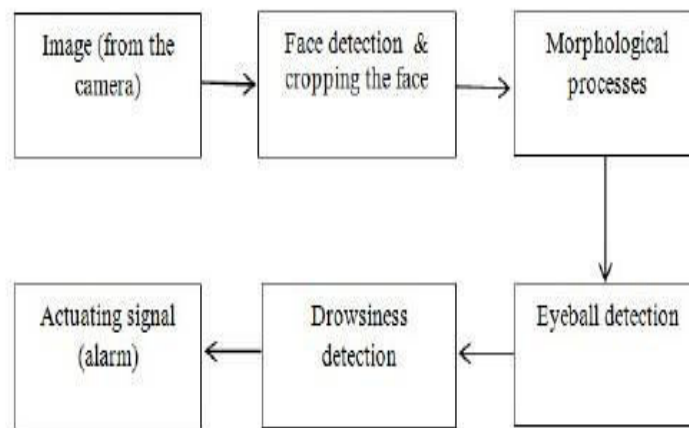 Image (from the
camera)
Face detection & 
cropping the face
Morphological
processes
Eyeball detection
Drowsiness
detection
Actuating signal
(alarm)